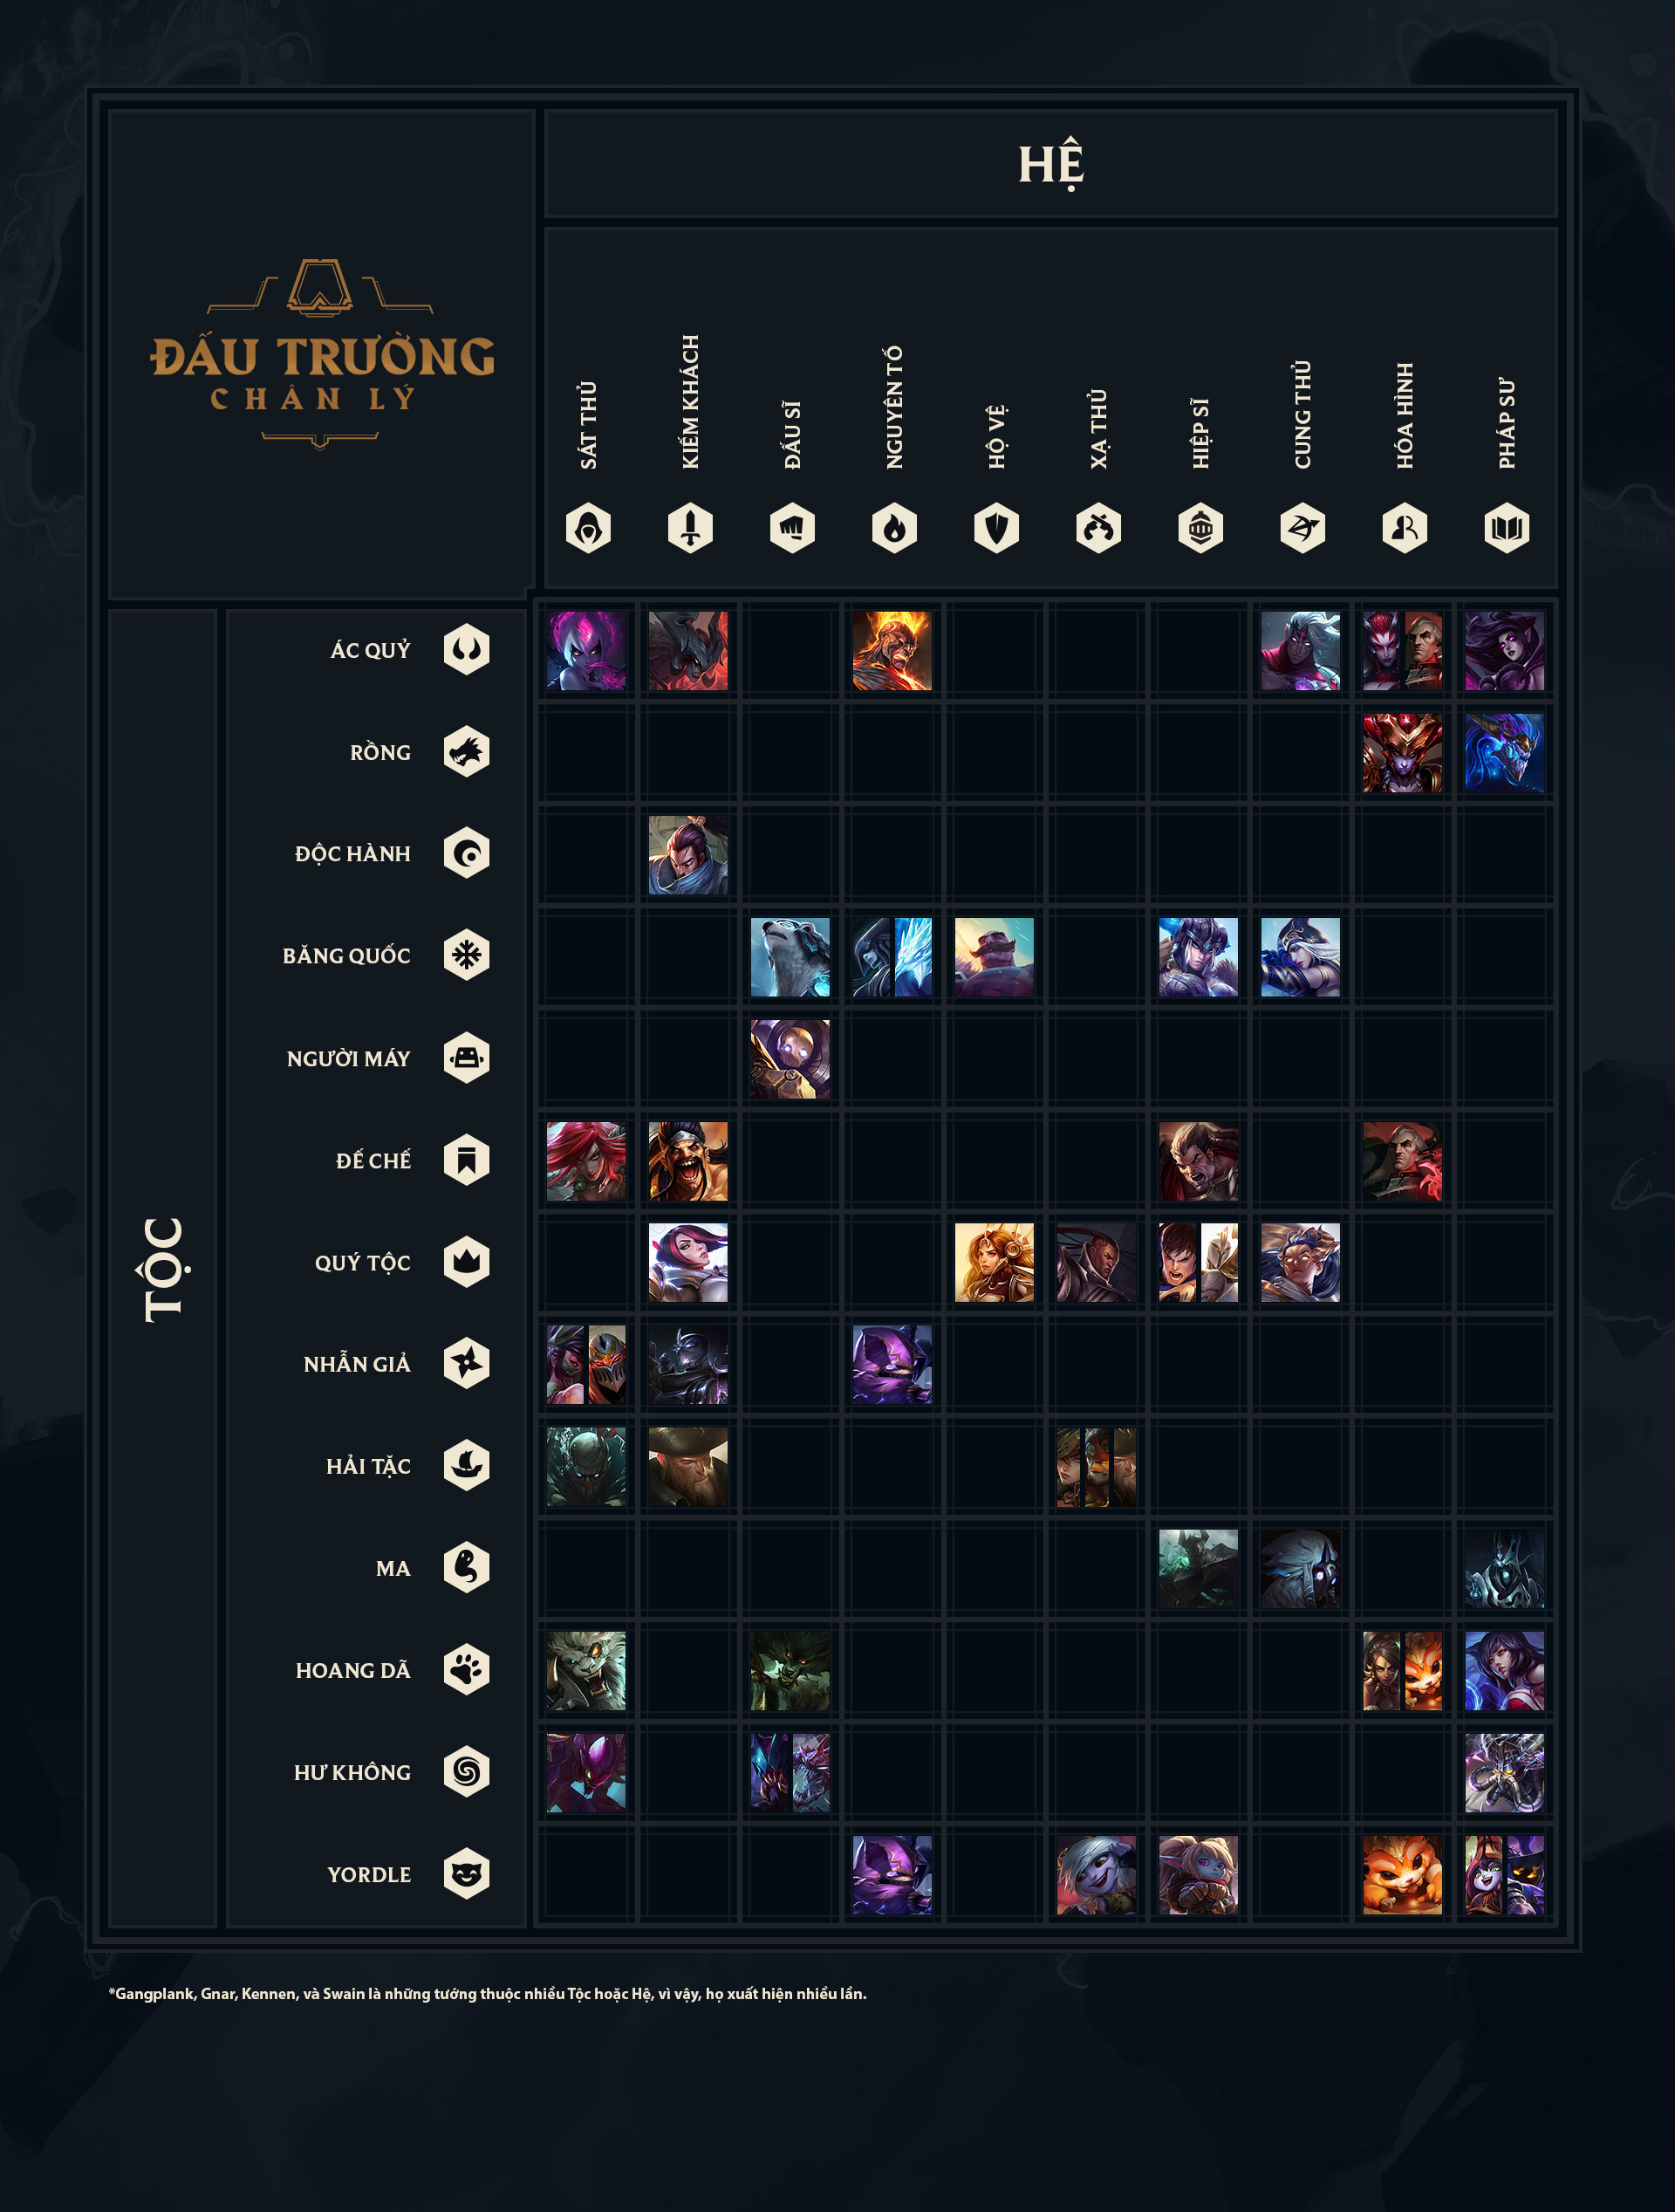 TỘC
YORDLE
HƯ KHÔNG
HOANG DÃ
MA
HẢI TẶC
NHẪN GIẢ
QUÝ TỘC
ĐẾ CHẾ
NGƯỜI MÁY
BĂNG QUỐC
ĐỘC HÀNH
RỒNG
ÁC QUỶ
ĐẤU TRƯỜNG
CHÂN LÝ
HỆ
SÁT THỦ
KIẾM KHÁCH
ĐẤU SĨ
NGUYÊN TỐ
HỘ VỆ
XẠ THỦ
HIỆP SĨ
CUNG THỦ
HÓA HÌNH
PHÁP SƯ
*Gangplank, Gnar, Kennen, và Swain là những tướng thuộc nhiều Tộc hoặc Hệ, vì vậy, họ xuất hiện nhiều lần.